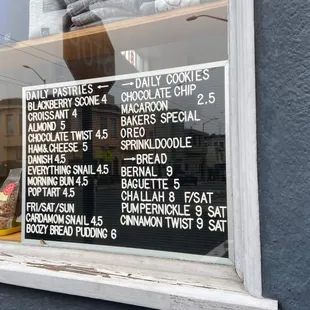 DAILY PASTRIES
BLACKBERRY SCONE 4
CROISSANT 4
ALMOND 5
CHOCOLATE TWIST 4.5
HAM&CHEESE 5
DANISH 4.5
EVERYTHING SNAIL 4.5
MORNING BUN 4.5
POP TART 4.5
FRI/SAT/SUN
CARDAMOM SNAIL 4.5
BOOZY BREAD PUDDING 6
DAILY COOKIES
CHOCOLATE CHIP
MACAROON 2.5
BAKERS SPECIAL
OREO
SPRINKLDOODLE
BREAD
BERNAL 9
BAGUETTE 5
CHALLAH 8 F/SAT
PUMPERNICKLE 9 SAT
CINNAMON TWIST 9 SAT